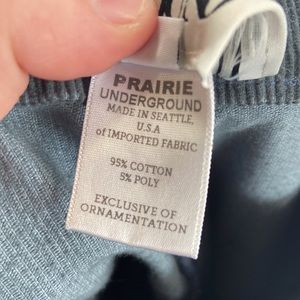 PRAIRIE
UNDERGROUND
MADE IN SEATTLE,
U.S.A
of IMPORTED FABRIC
95% COTTON
5% POLY
EXCLUSIVE OF
ORNAMENTATION